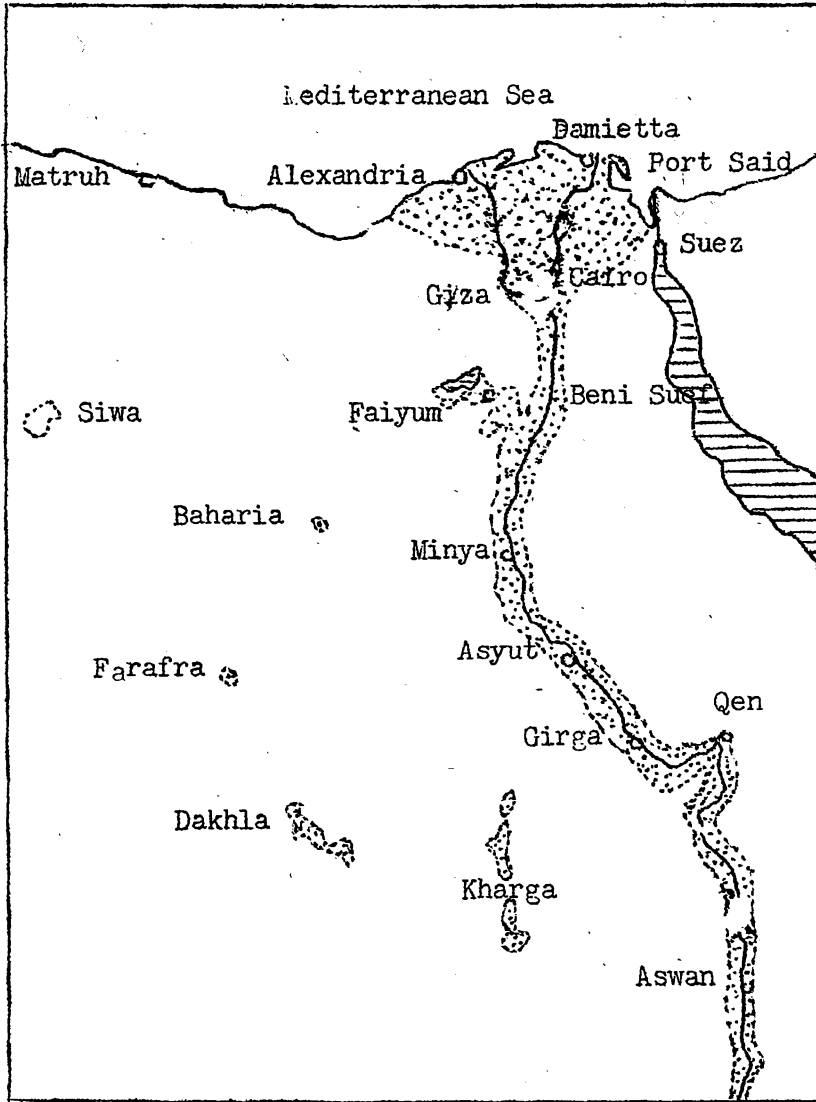 Mediterranean Sea
Damietta
Matruh
Alexandria
Port Said
Suez
Giza
Cairo
Siwa
Faiyum
Beni Suef
Baharia
Minya
Asyut
Farafra
Qen
Girga
Dakhla
Kharga
Aswan